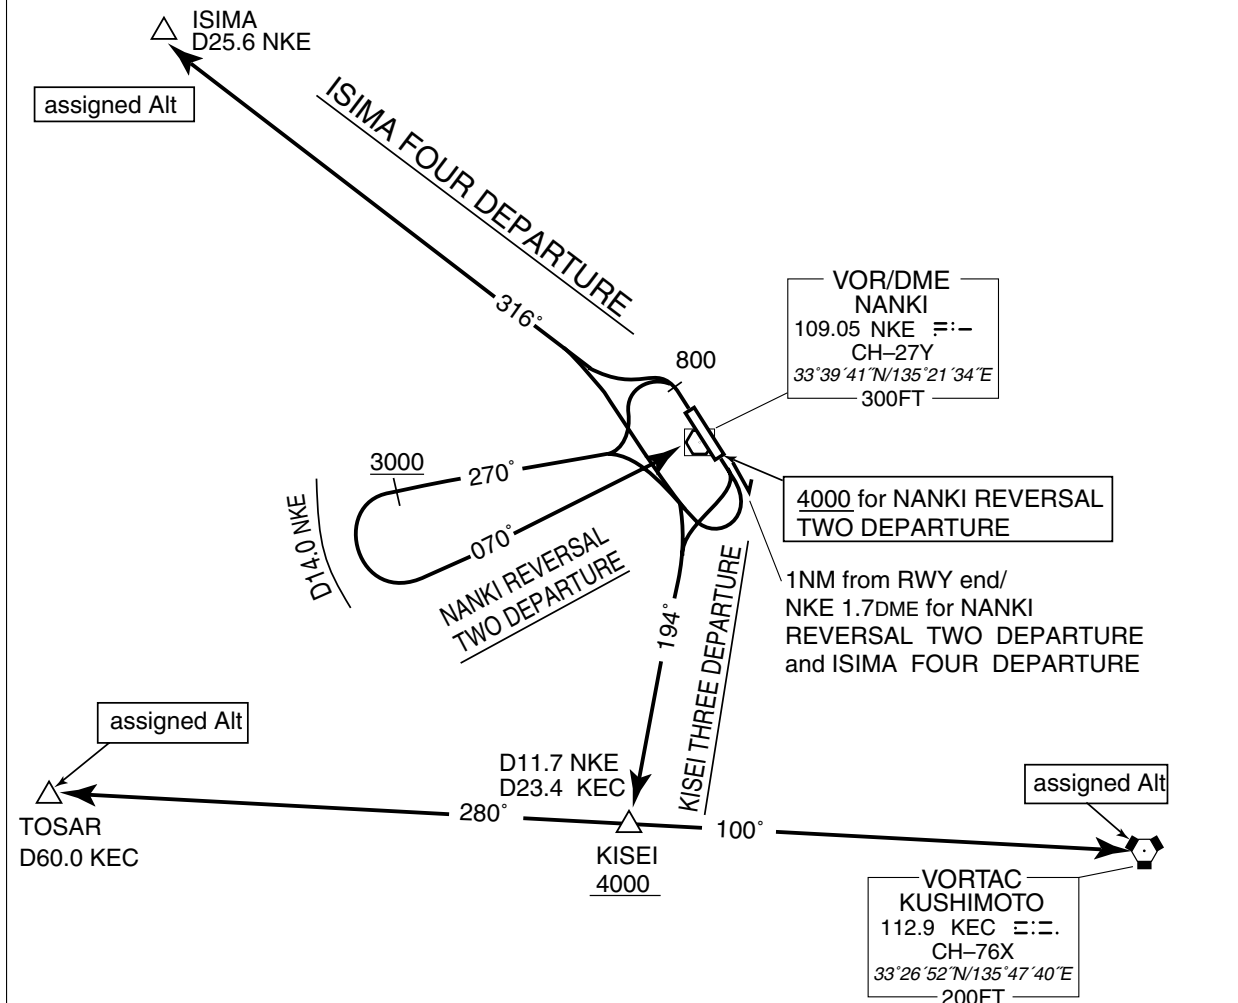 ISIMA
D25.6 NKE
assigned Alt
ISIMA FOUR DEPARTURE
316°
800
VOR/DME
NANKI
109.05 NKE
CH–27Y
33°39´41˝N/135°21´34˝E
300FT
3000
270°
D14.0 NKE
070°
NANKI REVERSAL
TWO DEPARTURE
4000 for NANKI REVERSAL
TWO DEPARTURE
1NM from RWY end/
NKE 1.7DME for NANKI
REVERSAL TWO DEPARTURE
and ISIMA FOUR DEPARTURE
194°
KISEI THREE DEPARTURE
assigned Alt
TOSAR
D60.0 KEC
280°
D11.7 NKE
D23.4 KEC
KISEI
4000
100°
assigned Alt
VORTAC
KUSHIMOTO
112.9 KEC
CH–76X
33°26´52˝N/135°47´40˝E
200FT